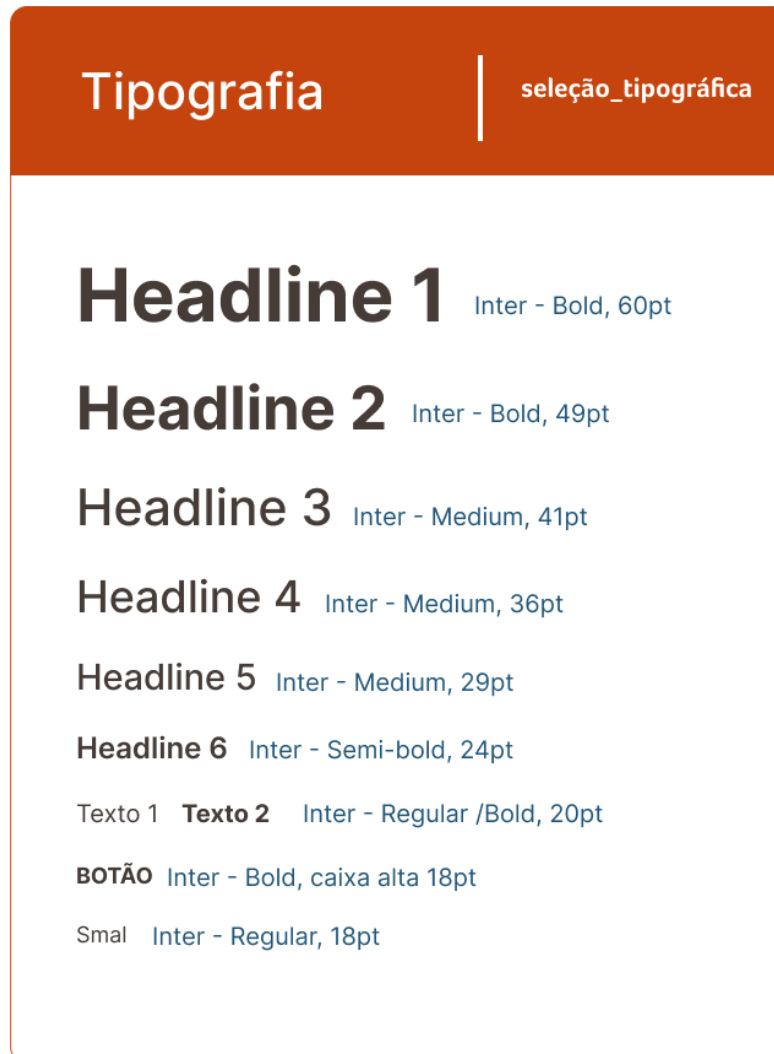 Tipografia
seleção_tipográfica
Headline 1 Inter - Bold, 60pt
Headline 2 Inter - Bold, 49pt
Headline 3 Inter - Medium, 41pt
Headline 4 Inter - Medium, 36pt
Headline 5 Inter - Medium, 29pt
Headline 6 Inter - Semi-bold, 24pt
Texto 1 Texto 2 Inter - Regular /Bold, 20pt
BOTÃO Inter - Bold, caixa alta 18pt
Smal Inter - Regular, 18pt